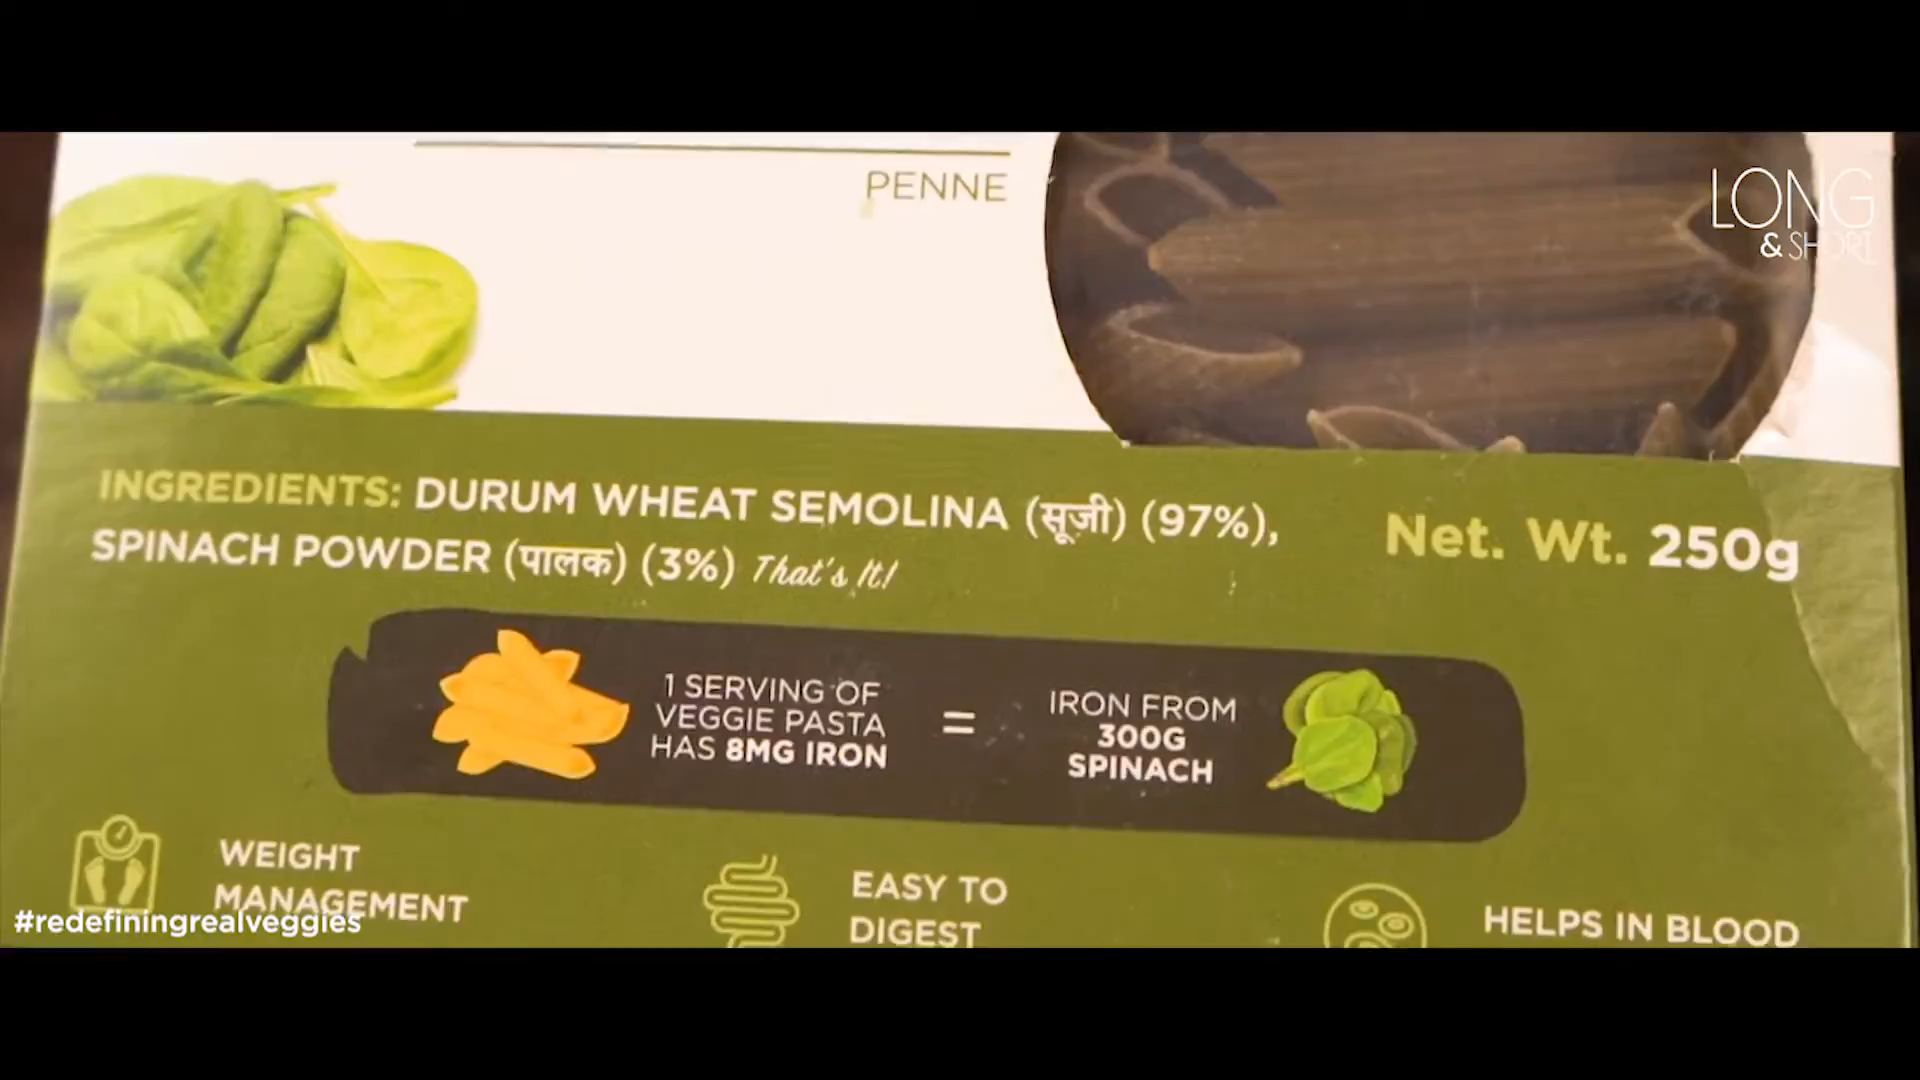 PENNE
LONG
& SHORT
INGREDIENTS: DURUM WHEAT SEMOLINA (सूजी) (97%),
SPINACH POWDER (पालक) (3%) That's It!
Net. Wt. 250g
1 SERVING OF
VEGGIE PASTA
HAS 8MG IRON
=
IRON FROM
300G
SPINACH
WEIGHT
MANAGEMENT
EASY TO
DIGEST
HELPS IN BLOOD
#redefiningrealveggies